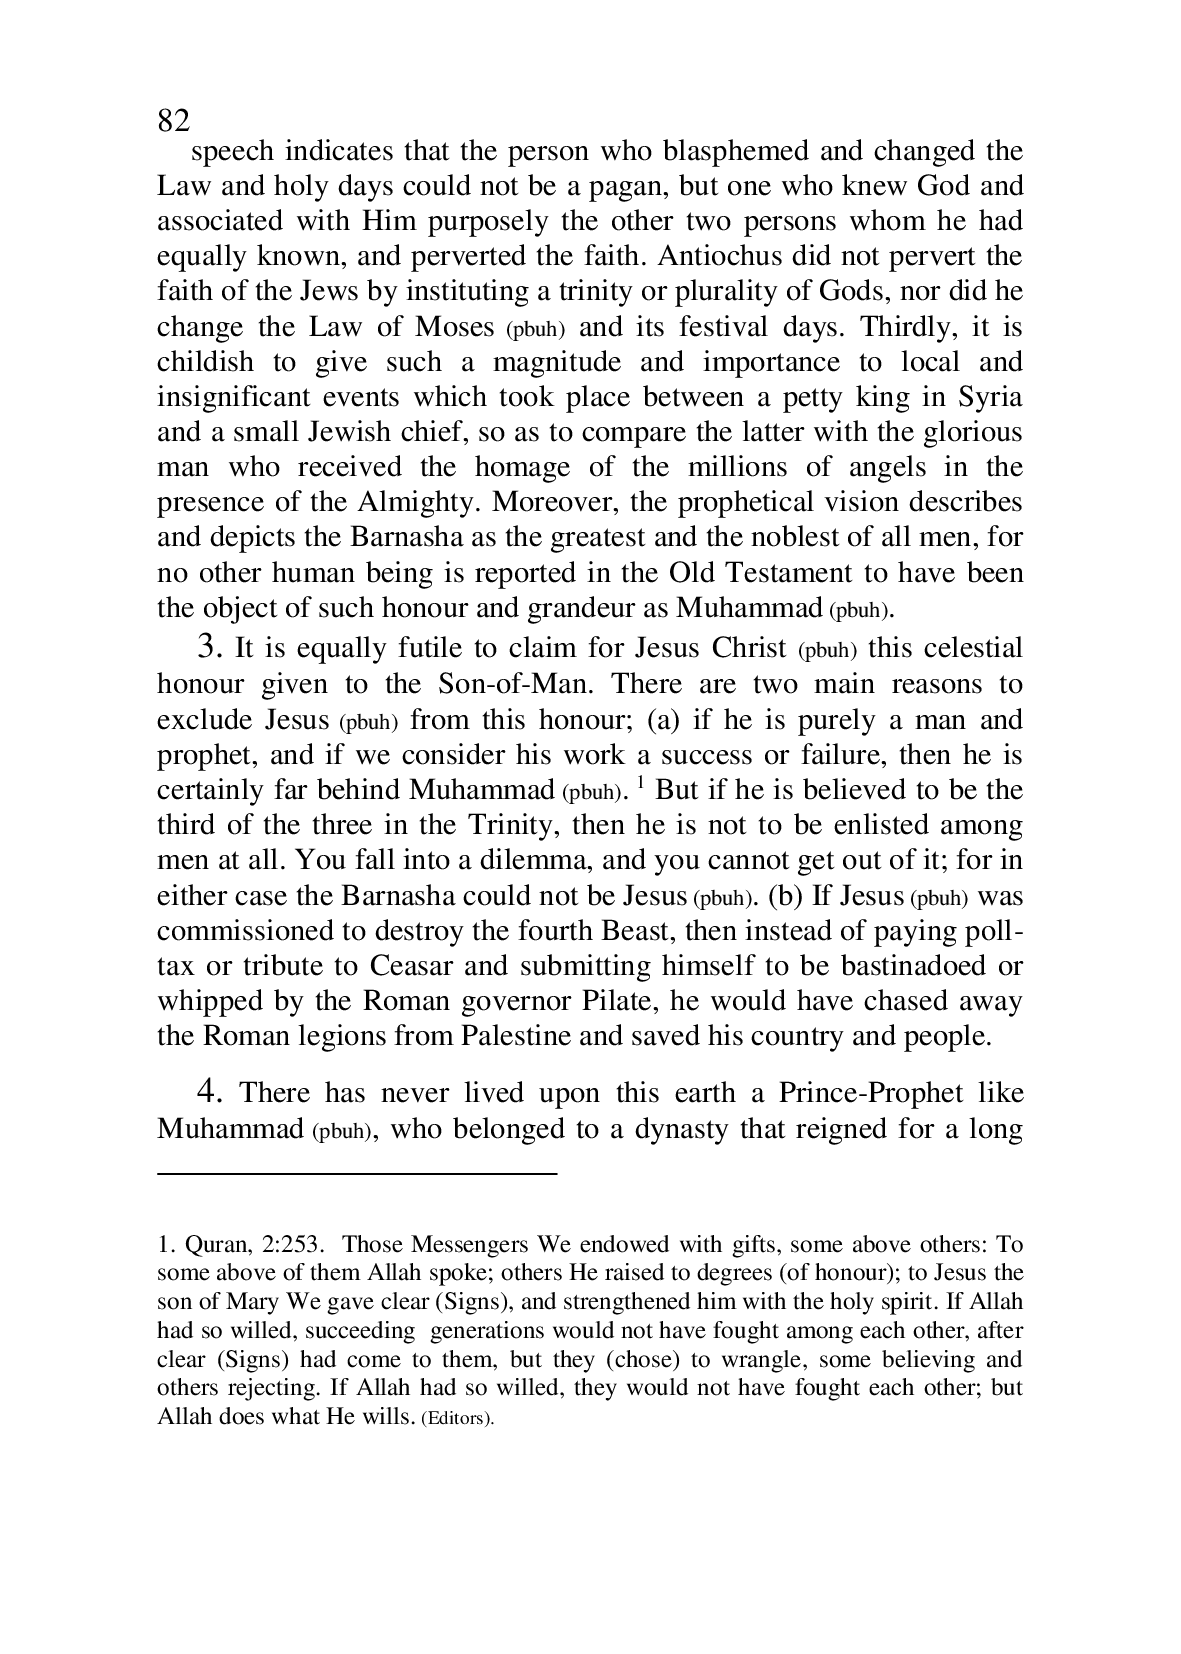 82
speech indicates that the person who blasphemed and changed the
Law and holy days could not be a pagan, but one who knew God and
associated with Him purposely the other two persons whom he had
equally known, and perverted the faith. Antiochus did not pervert the
faith of the Jews by instituting a trinity or plurality of Gods, nor did he
change the Law of Moses (pbuh) and its festival days. Thirdly, it is
childish to give such a magnitude and importance to local and
insignificant events which took place between a petty king in Syria
and a small Jewish chief, so as to compare the latter with the glorious
man who received the homage of the millions of angels in the
presence of the Almighty. Moreover, the prophetical vision describes
and depicts the Barnasha as the greatest and the noblest of all men, for
no other human being is reported in the Old Testament to have been
the object of such honour and grandeur as Muhammad (pbuh).
3. It is equally futile to claim for Jesus Christ (pbuh) this celestial
honour given to the Son-of-Man. There are two main reasons to
exclude Jesus (pbuh) from this honour; (a) if he is purely a man and
prophet, and if we consider his work a success or failure, then he is
certainly far behind Muhammad (pbuh). 1 But if he is believed to be the
third of the three in the Trinity, then he is not to be enlisted among
men at all. You fall into a dilemma, and you cannot get out of it; for in
either case the Barnasha could not be Jesus (pbuh). (b) If Jesus (pbuh) was
commissioned to destroy the fourth Beast, then instead of paying poll-
tax or tribute to Ceasar and submitting himself to be bastinadoed or
whipped by the Roman governor Pilate, he would have chased away
the Roman legions from Palestine and saved his country and people.
4. There has never lived upon this earth a Prince-Prophet like
Muhammad (pbuh), who belonged to a dynasty that reigned for a long
1. Quran, 2:253. Those Messengers We endowed with gifts, some above others: To
some above of them Allah spoke; others He raised to degrees (of honour); to Jesus the
son of Mary We gave clear (Signs), and strengthened him with the holy spirit. If Allah
had so willed, succeeding generations would not have fought among each other, after
clear (Signs) had come to them, but they (chose) to wrangle, some believing and
others rejecting. If Allah had so willed, they would not have fought each other; but
Allah does what He wills. (Editors).